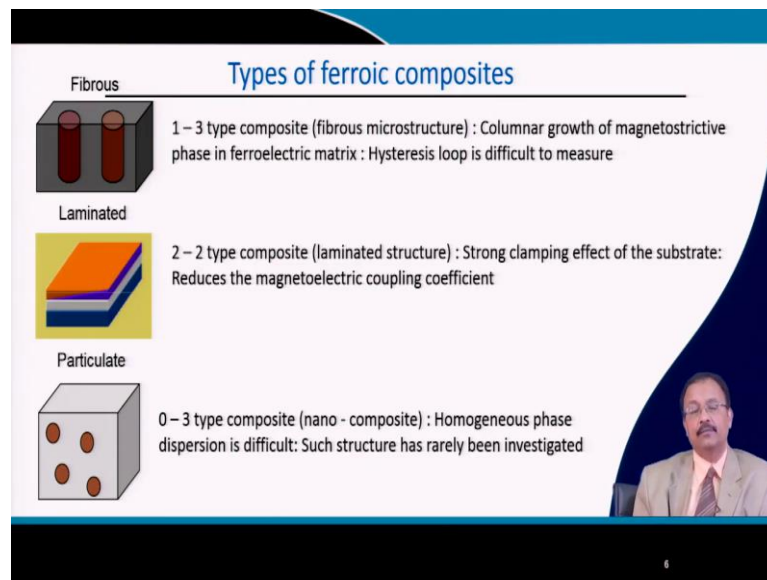 Types of ferroic composites
Fibrous
1 – 3 type composite (fibrous microstructure) : Columnar growth of magnetostrictive
phase in ferroelectric matrix : Hysteresis loop is difficult to measure
Laminated
2 – 2 type composite (laminated structure) : Strong clamping effect of the substrate:
Reduces the magnetoelectric coupling coefficient
Particulate
0 – 3 type composite (nano - composite) : Homogeneous phase
dispersion is difficult: Such structure has rarely been investigated
6